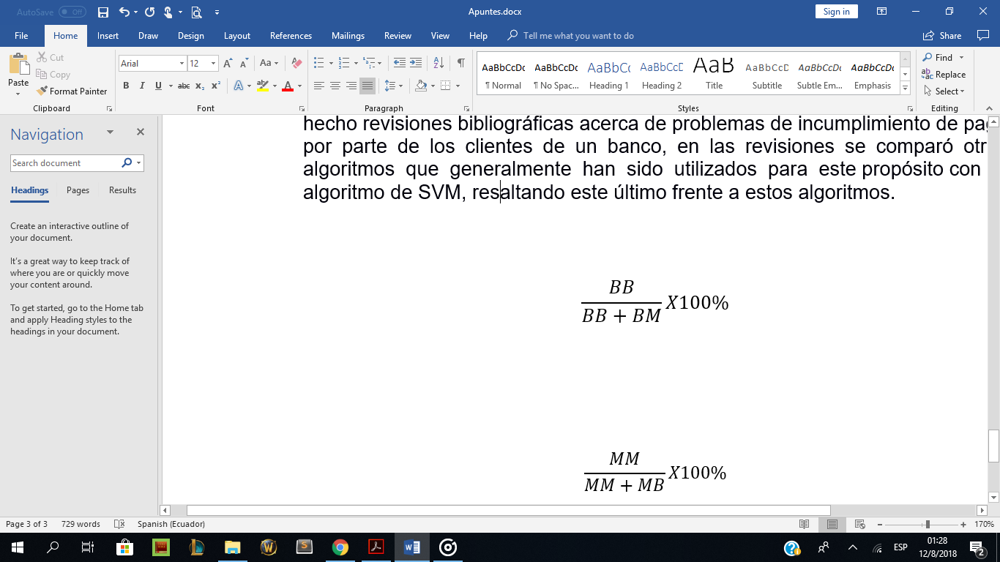 AutoSave Off
Apuntes.docx
Sign in
File Home Insert Draw Design Layout References Mailings Review View Help Tell me what you want to do Share
Paste
Cut
Copy
Format Painter
Clipboard
Arial 12
Font
Paragraph
AaBbCcDc AaBbCcDc AaBbCc AaBbCcD AaB AaBbCcD AaBbCcDc AaBbCcDc
¶ Normal ¶ No Spac... Heading 1 Heading 2 Title Subtitle Subtle Em... Emphasis
Styles
Find
Replace
Select
Editing
Navigation
Search document
Headings Pages Results
Create an interactive outline of
your document.
It's a great way to keep track of
where you are or quickly move
your content around.
To get started, go to the Home tab
and apply Heading styles to the
headings in your document.
hecho revisiones bibliográficas acerca de problemas de incumplimiento de pag
por parte de los clientes de un banco, en las revisiones se comparó otr
algoritmos que generalmente han sido utilizados para este propósito con
algoritmo de SVM, resaltando este último frente a estos algoritmos.
BB
BB + BM X100%
MM
MM + MB X100%
Page 3 of 3 729 words Spanish (Ecuador) 170%
ESP
01:28
12/8/2018
2